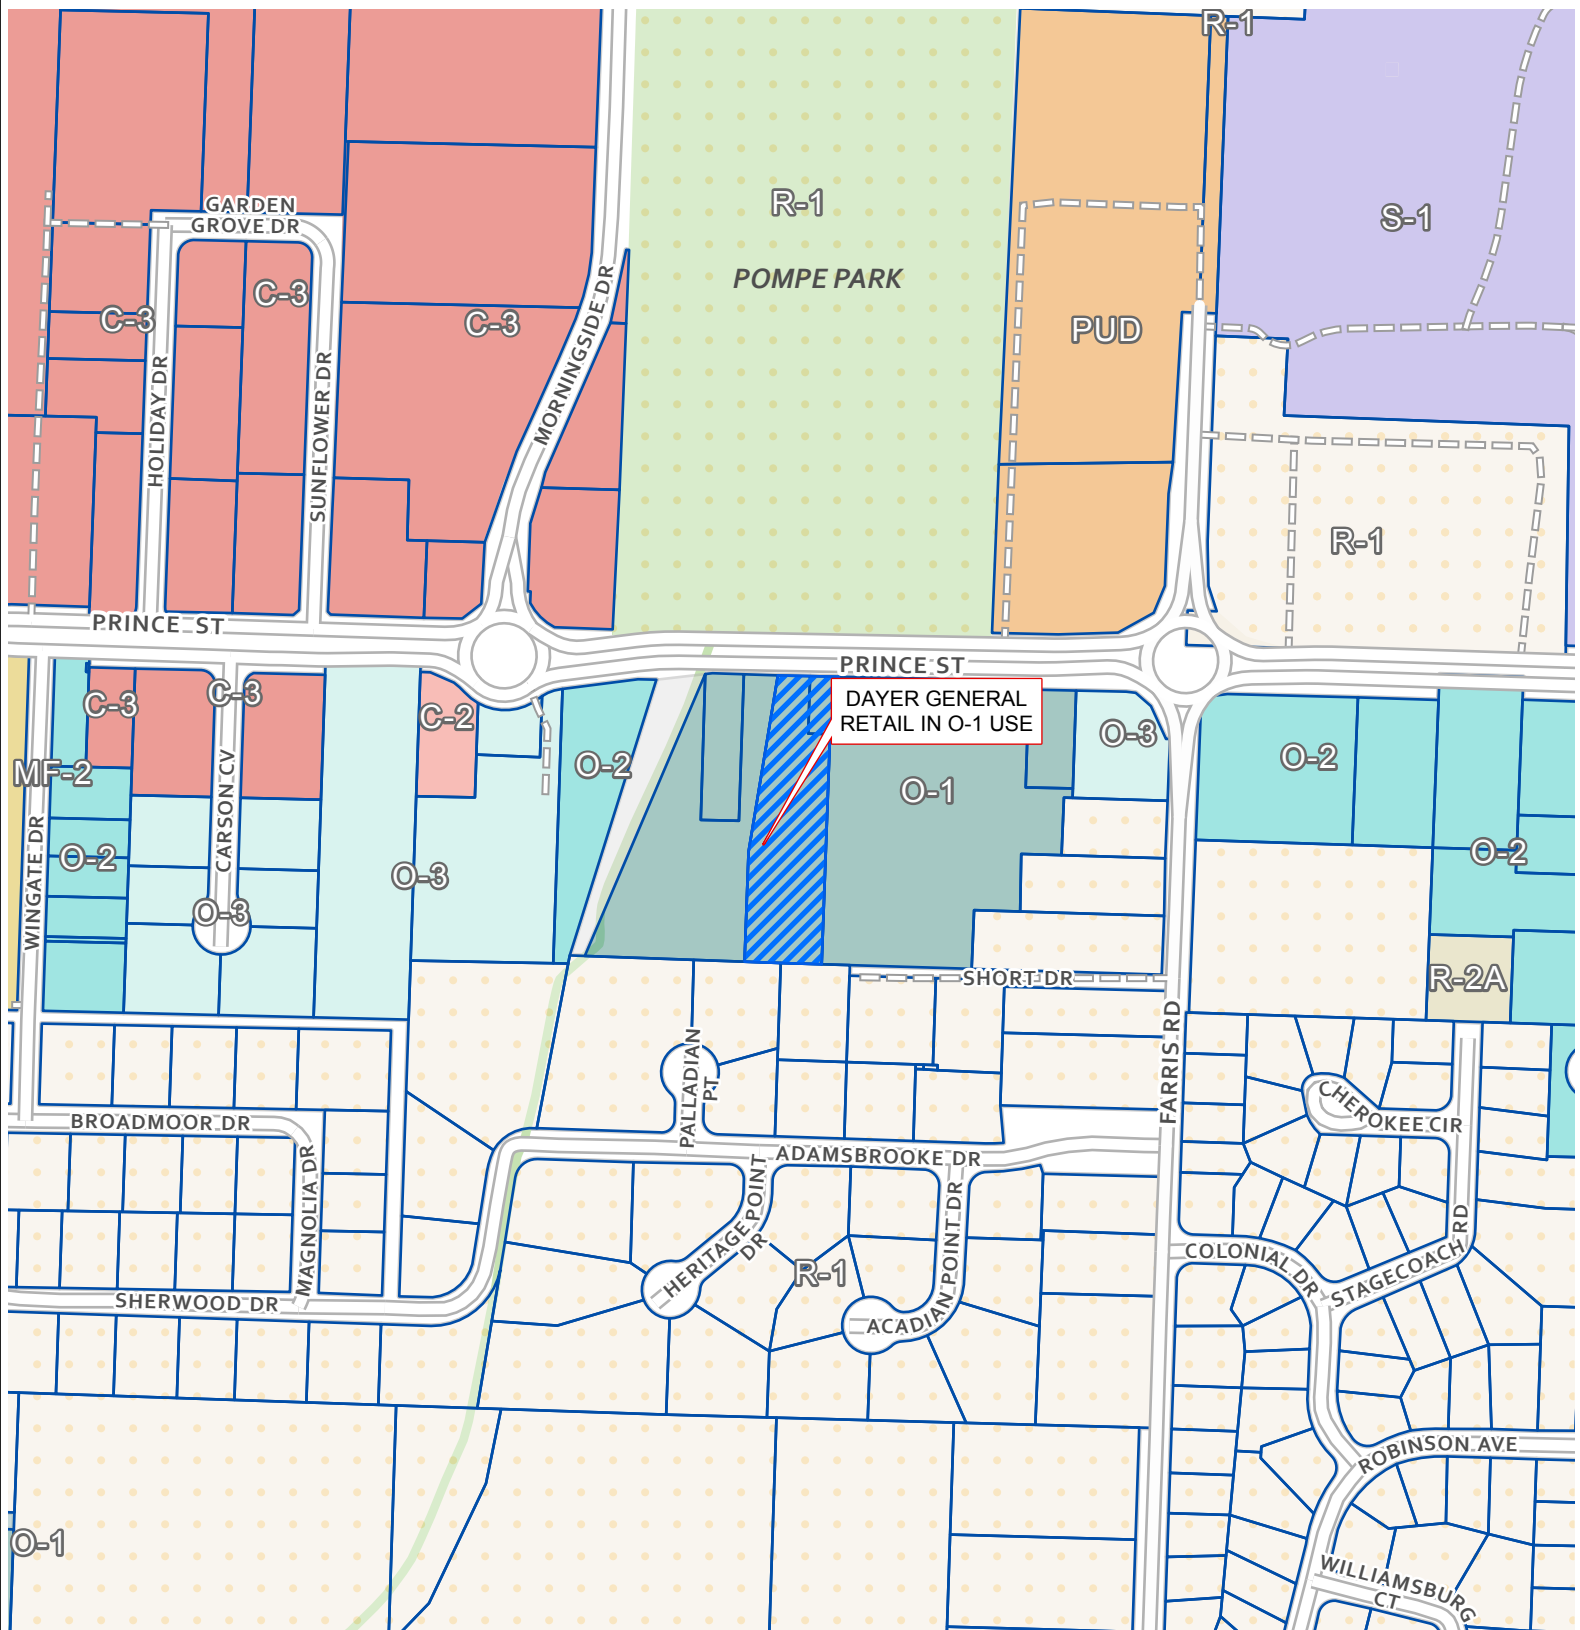 R-1
GARDEN
GROVE DR
R-1
S-1
POMPE PARK
C-3
C-3
C-3
PUD
HOLIDAY DR
SUNFLOWER DR
MORNINGSIDE DR
R-1
PRINCE ST
PRINCE ST
DAYER GENERAL
RETAIL IN O-1 USE
C-3
C-3
C-2
O-3
MF-2
O-2
O-2
O-1
WINGATE DR
CARSON CV
O-2
O-3
O-2
O-3
SHORT DR
R-2A
PALLADIAN
PT
FARRIS RD
BROADMOOR DR
CHEROKEE CIR
ADAMSBROOKE DR
MAGNOLIA DR
HERITAGE POINT
DR
ACADIAN POINT DR
R-1
COLONIAL DR
STAGECOACH RD
SHERWOOD DR
ROBINSON AVE
O-1
WILLIAMSBURG
CT